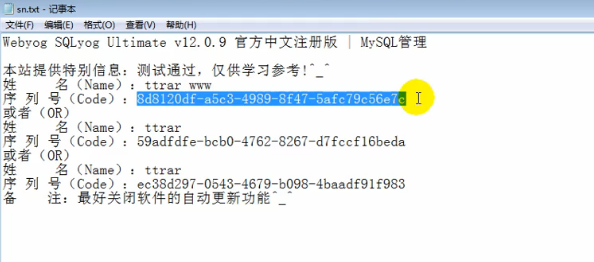 sn.txt - 记事本
文件(F) 编辑(E) 格式(O) 查看(V) 帮助(H)
Webyog SQLyog Ultimate v12.0.9 官方中文注册版 | MySQL管理
本站提供特别信息：测试通过，仅供学习参考！^_^
姓 名（Name）：ttrar www
序 列 号（Code）：8d8120df-a5c3-4989-8f47-5afc79c56e7c
或者（OR）
姓 名（Name）：ttrar
序 列 号（Code）：59adfdfe-bcb0-4762-8267-d7fccf16beda
或者（OR）
姓 名（Name）：ttrar
序 列 号（Code）：ec38d297-0543-4679-b098-4baadf91f983
备 注：最好关闭软件的自动更新功能^_^